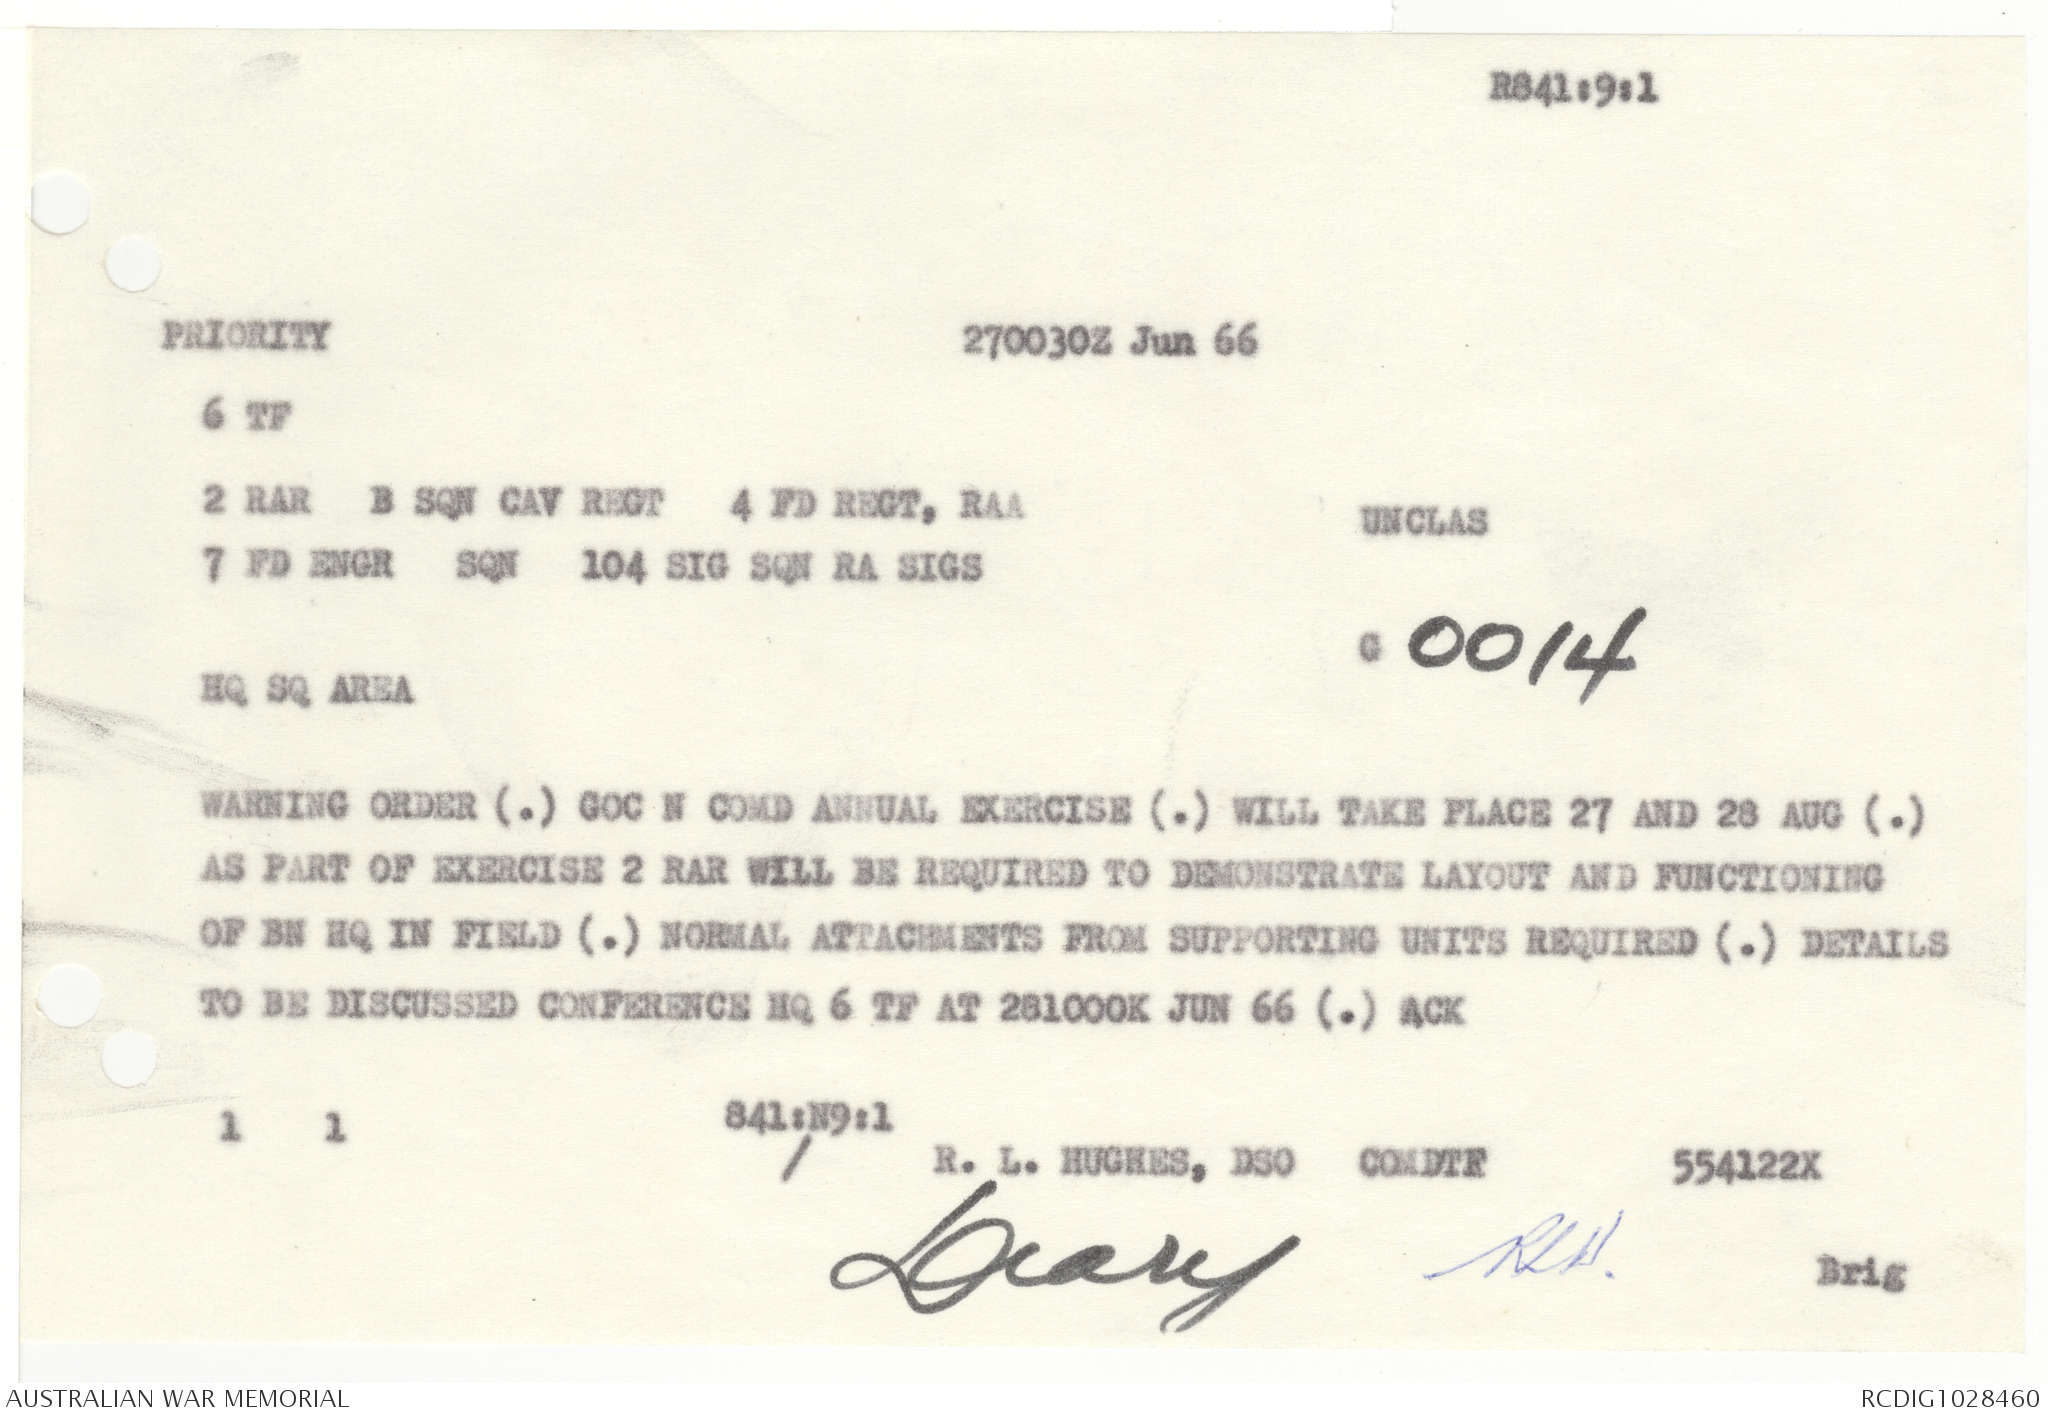 R841:9:1
PRIORITY 270030Z Jun 66
6 TF
2 RAR B SQN CAV REGT 4 FD REGT, RAA
UNCLAS
7 FD ENGR SQN 104 SIG SQN RA SIGS
G 0014
HQ SQ AREA
WARNING ORDER (.) GOC N COMD ANNUAL EXERCISE (.) WILL TAKE PLACE 27 AND 28 AUG (.)
AS PART OF EXERCISE 2 RAR WILL BE REQUIRED TO DEMONSTRATE LAYOUT AND FUNCTIONING
OF BN HQ IN FIELD (.) NORMAL ATTACHMENTS FROM SUPPORTING UNITS REQUIRED (.) DETAILS
TO BE DISCUSSED CONFERENCE HQ 6 TF AT 281000K JUN 66 (.) ACK
1 1 841:N9:1
R. L. HUGHES, DSO COMDTF 554122X
Diary RLH.
Brig
AUSTRALIAN WAR MEMORIAL RCDIG1028460